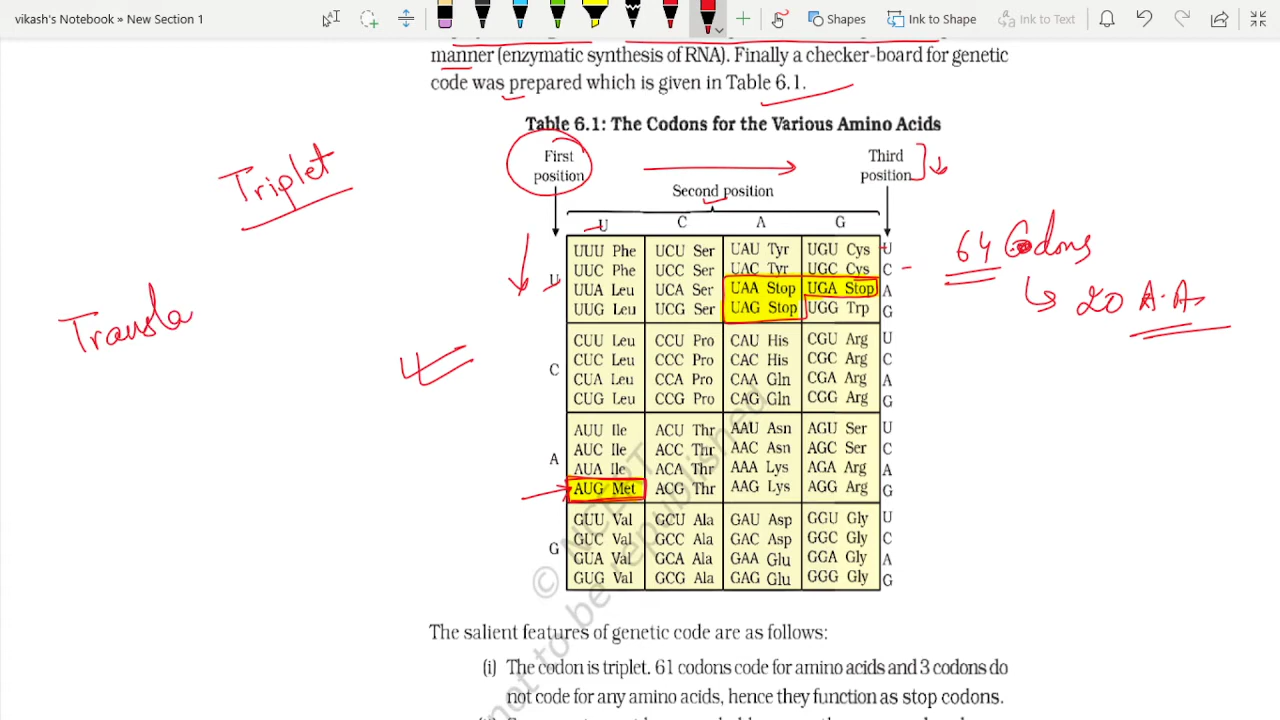 vikash's Notebook » New Section 1
Shapes
Ink to Shape
Ink to Text
manner (enzymatic synthesis of RNA). Finally a checker-board for genetic
code was prepared which is given in Table 6.1.
Table 6.1: The Codons for the Various Amino Acids
First position
Third position
Second position
U C A G
U
UUU Phe UCU Ser UAU Tyr UGU Cys U
UUC Phe UCC Ser UAC Tyr UGC Cys C
UUA Leu UCA Ser UAA Stop UGA Stop A
UUG Leu UCG Ser UAG Stop UGG Trp G
C
CUU Leu CCU Pro CAU His CGU Arg U
CUC Leu CCC Pro CAC His CGC Arg C
CUA Leu CCA Pro CAA Gln CGA Arg A
CUG Leu CCG Pro CAG Gln CGG Arg G
A
AUU Ile ACU Thr AAU Asn AGU Ser U
AUC Ile ACC Thr AAC Asn AGC Ser C
AUA Ile ACA Thr AAA Lys AGA Arg A
AUG Met ACG Thr AAG Lys AGG Arg G
G
GUU Val GCU Ala GAU Asp GGU Gly U
GUC Val GCC Ala GAC Asp GGC Gly C
GUA Val GCA Ala GAA Glu GGA Gly A
GUG Val GCG Ala GAG Glu GGG Gly G
Triplet
Transla
64 Codons
20 A.As
© NCERT
not to be republished
The salient features of genetic code are as follows:
(i) The codon is triplet. 61 codons code for amino acids and 3 codons do
not code for any amino acids, hence they function as stop codons.